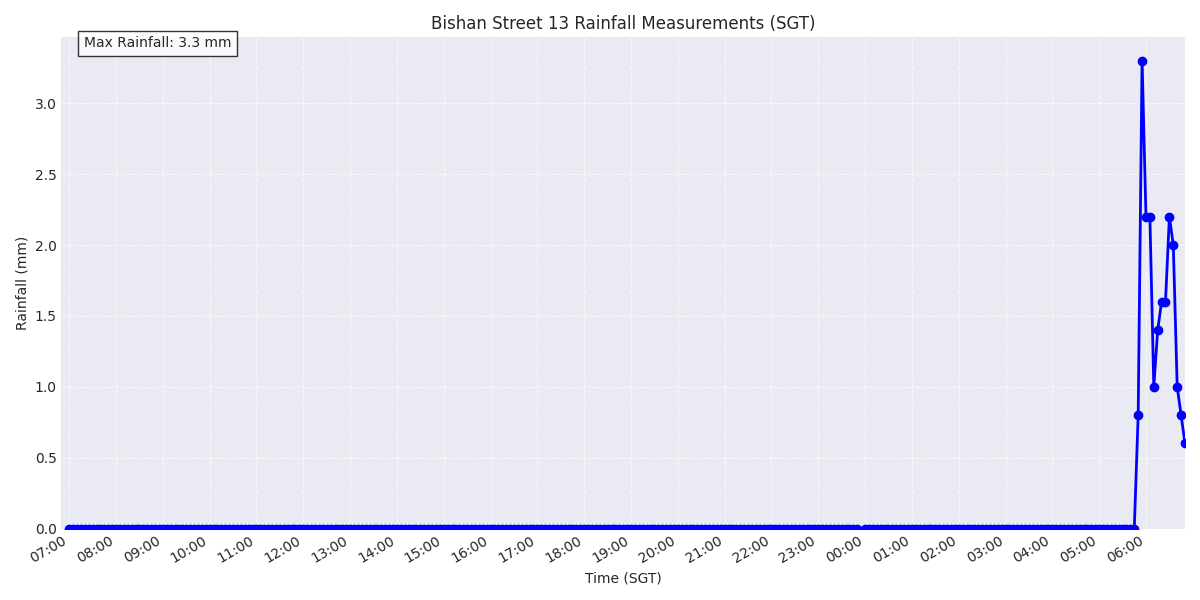 Bishan Street 13 Rainfall Measurements (SGT)
Max Rainfall: 3.3 mm
3.0
2.5
2.0
1.5
1.0
0.5
0.0
Rainfall (mm)
07:00 08:00 09:00 10:00 11:00 12:00 13:00 14:00 15:00 16:00 17:00 18:00 19:00 20:00 21:00 22:00 23:00 00:00 01:00 02:00 03:00 04:00 05:00 06:00
Time (SGT)